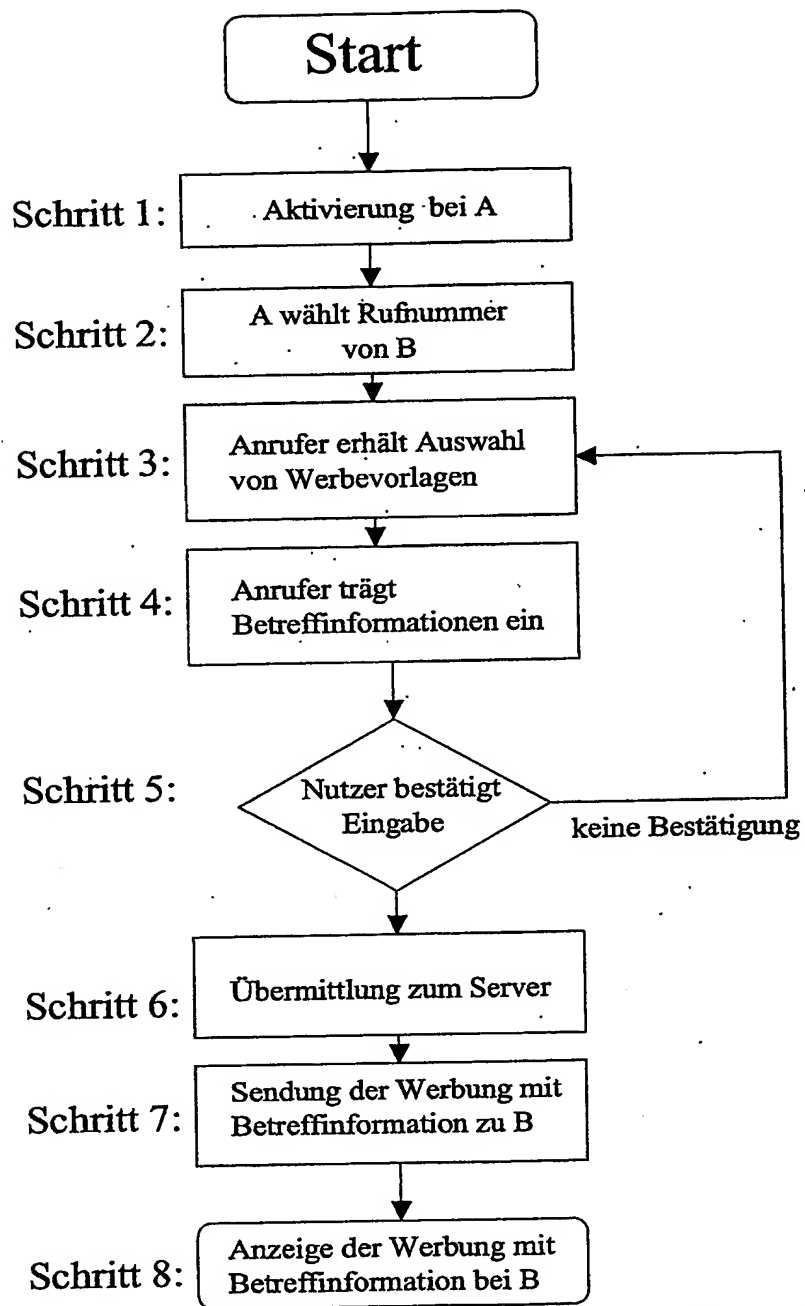 Start
Schritt 1:
Aktivierung bei A
Schritt 2:
A wählt Rufnummer
von B
Schritt 3:
Anrufer erhält Auswahl
von Werbevorlagen
Schritt 4:
Anrufer trägt
Betreffinformationen ein
Schritt 5:
Nutzer bestätigt
Eingabe
keine Bestätigung
Schritt 6:
Übermittlung zum Server
Schritt 7:
Sendung der Werbung mit
Betreffinformation zu B
Schritt 8:
Anzeige der Werbung mit
Betreffinformation bei B